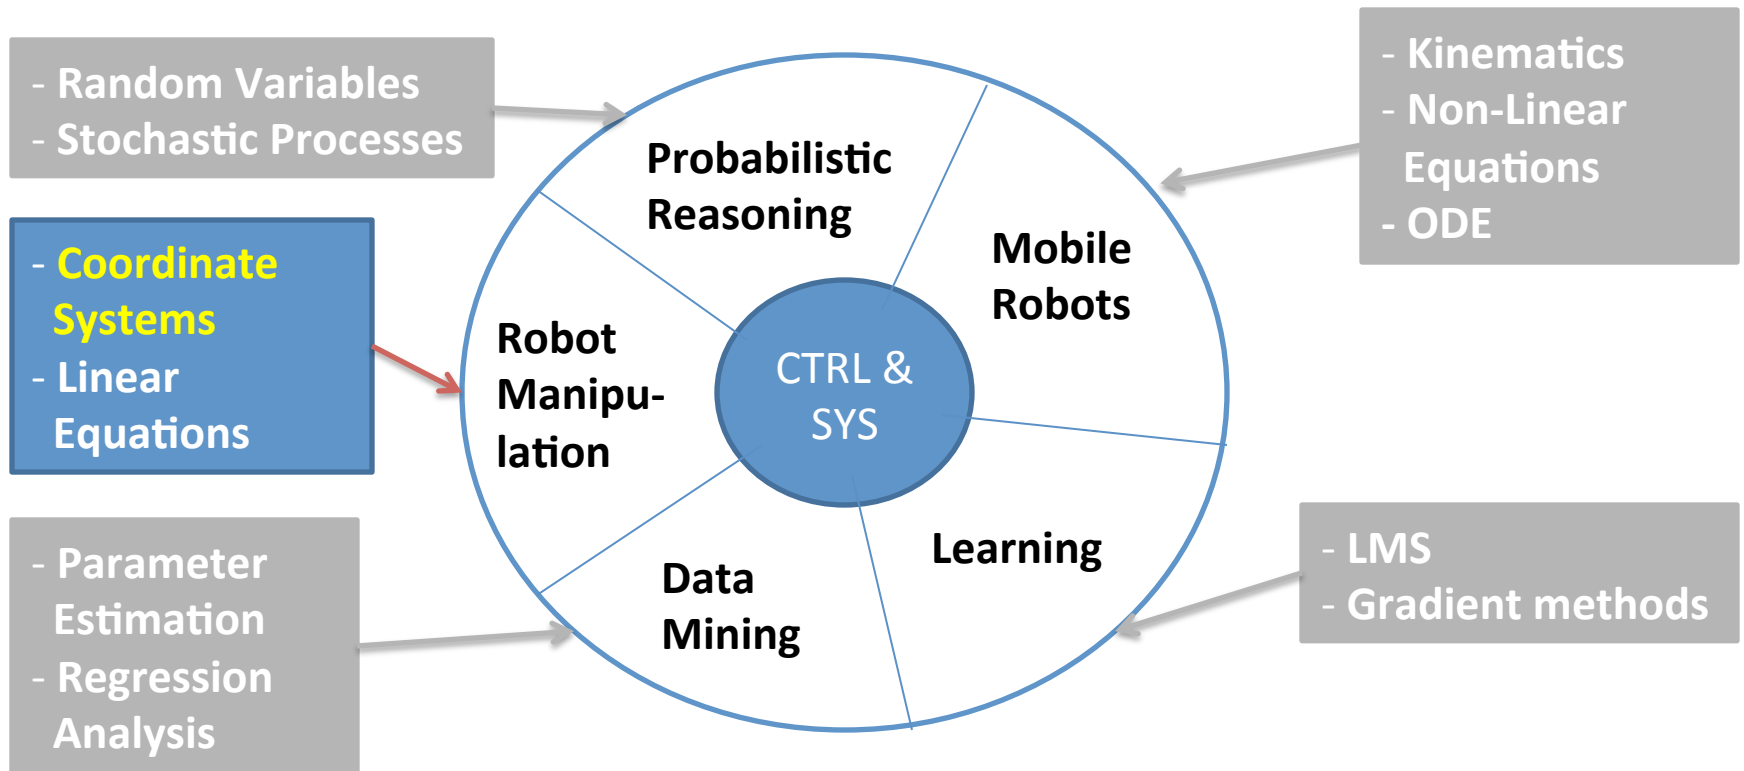 - Random Variables
- Stochastic Processes
- Coordinate
Systems
- Linear
Equations
- Parameter
Estimation
- Regression
Analysis
Probabilistic
Reasoning
Mobile
Robots
Robot
Manipu-
lation
CTRL &
SYS
Learning
Data
Mining
- Kinematics
- Non-Linear
Equations
- ODE
- LMS
- Gradient methods